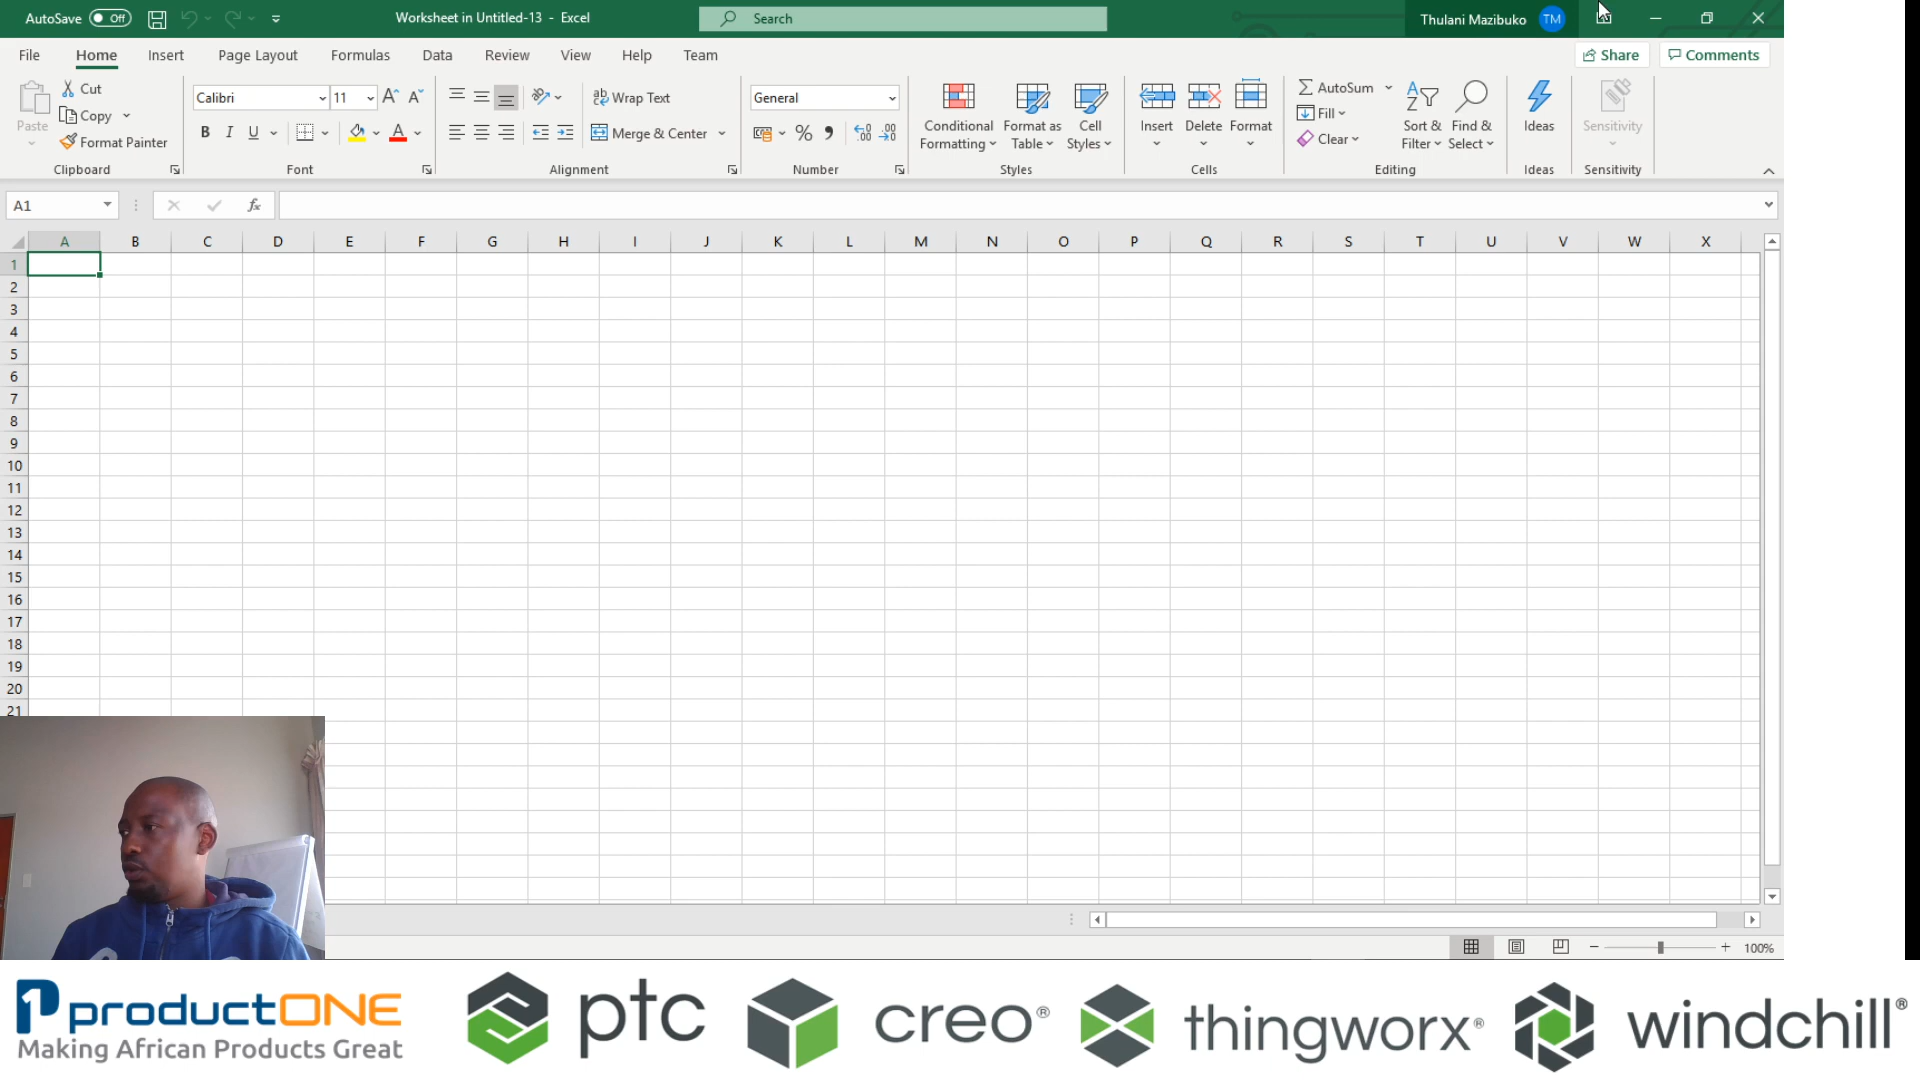 AutoSave Off Worksheet in Untitled-13 - Excel Search Thulani Mazibuko TM
File Home Insert Page Layout Formulas Data Review View Help Team Share Comments
Paste Cut Copy Format Painter
Clipboard
Calibri 11
B I U A
Font
ab Wrap Text
Merge & Center
Alignment
General
% 9 .00 .00
Number
Conditional Formatting Format as Table Cell Styles
Styles
Insert Delete Format
Cells
AutoSum Fill Clear Sort & Filter Find & Select
Editing
Ideas
Ideas
Sensitivity
Sensitivity
A1 fx
A B C D E F G H I J K L M N O P Q R S T U V W X
1
2
3
4
5
6
7
8
9
10
11
12
13
14
15
16
17
18
19
20
21
100%
productONE ptc creo® thingworx® windchill®
Making African Products Great